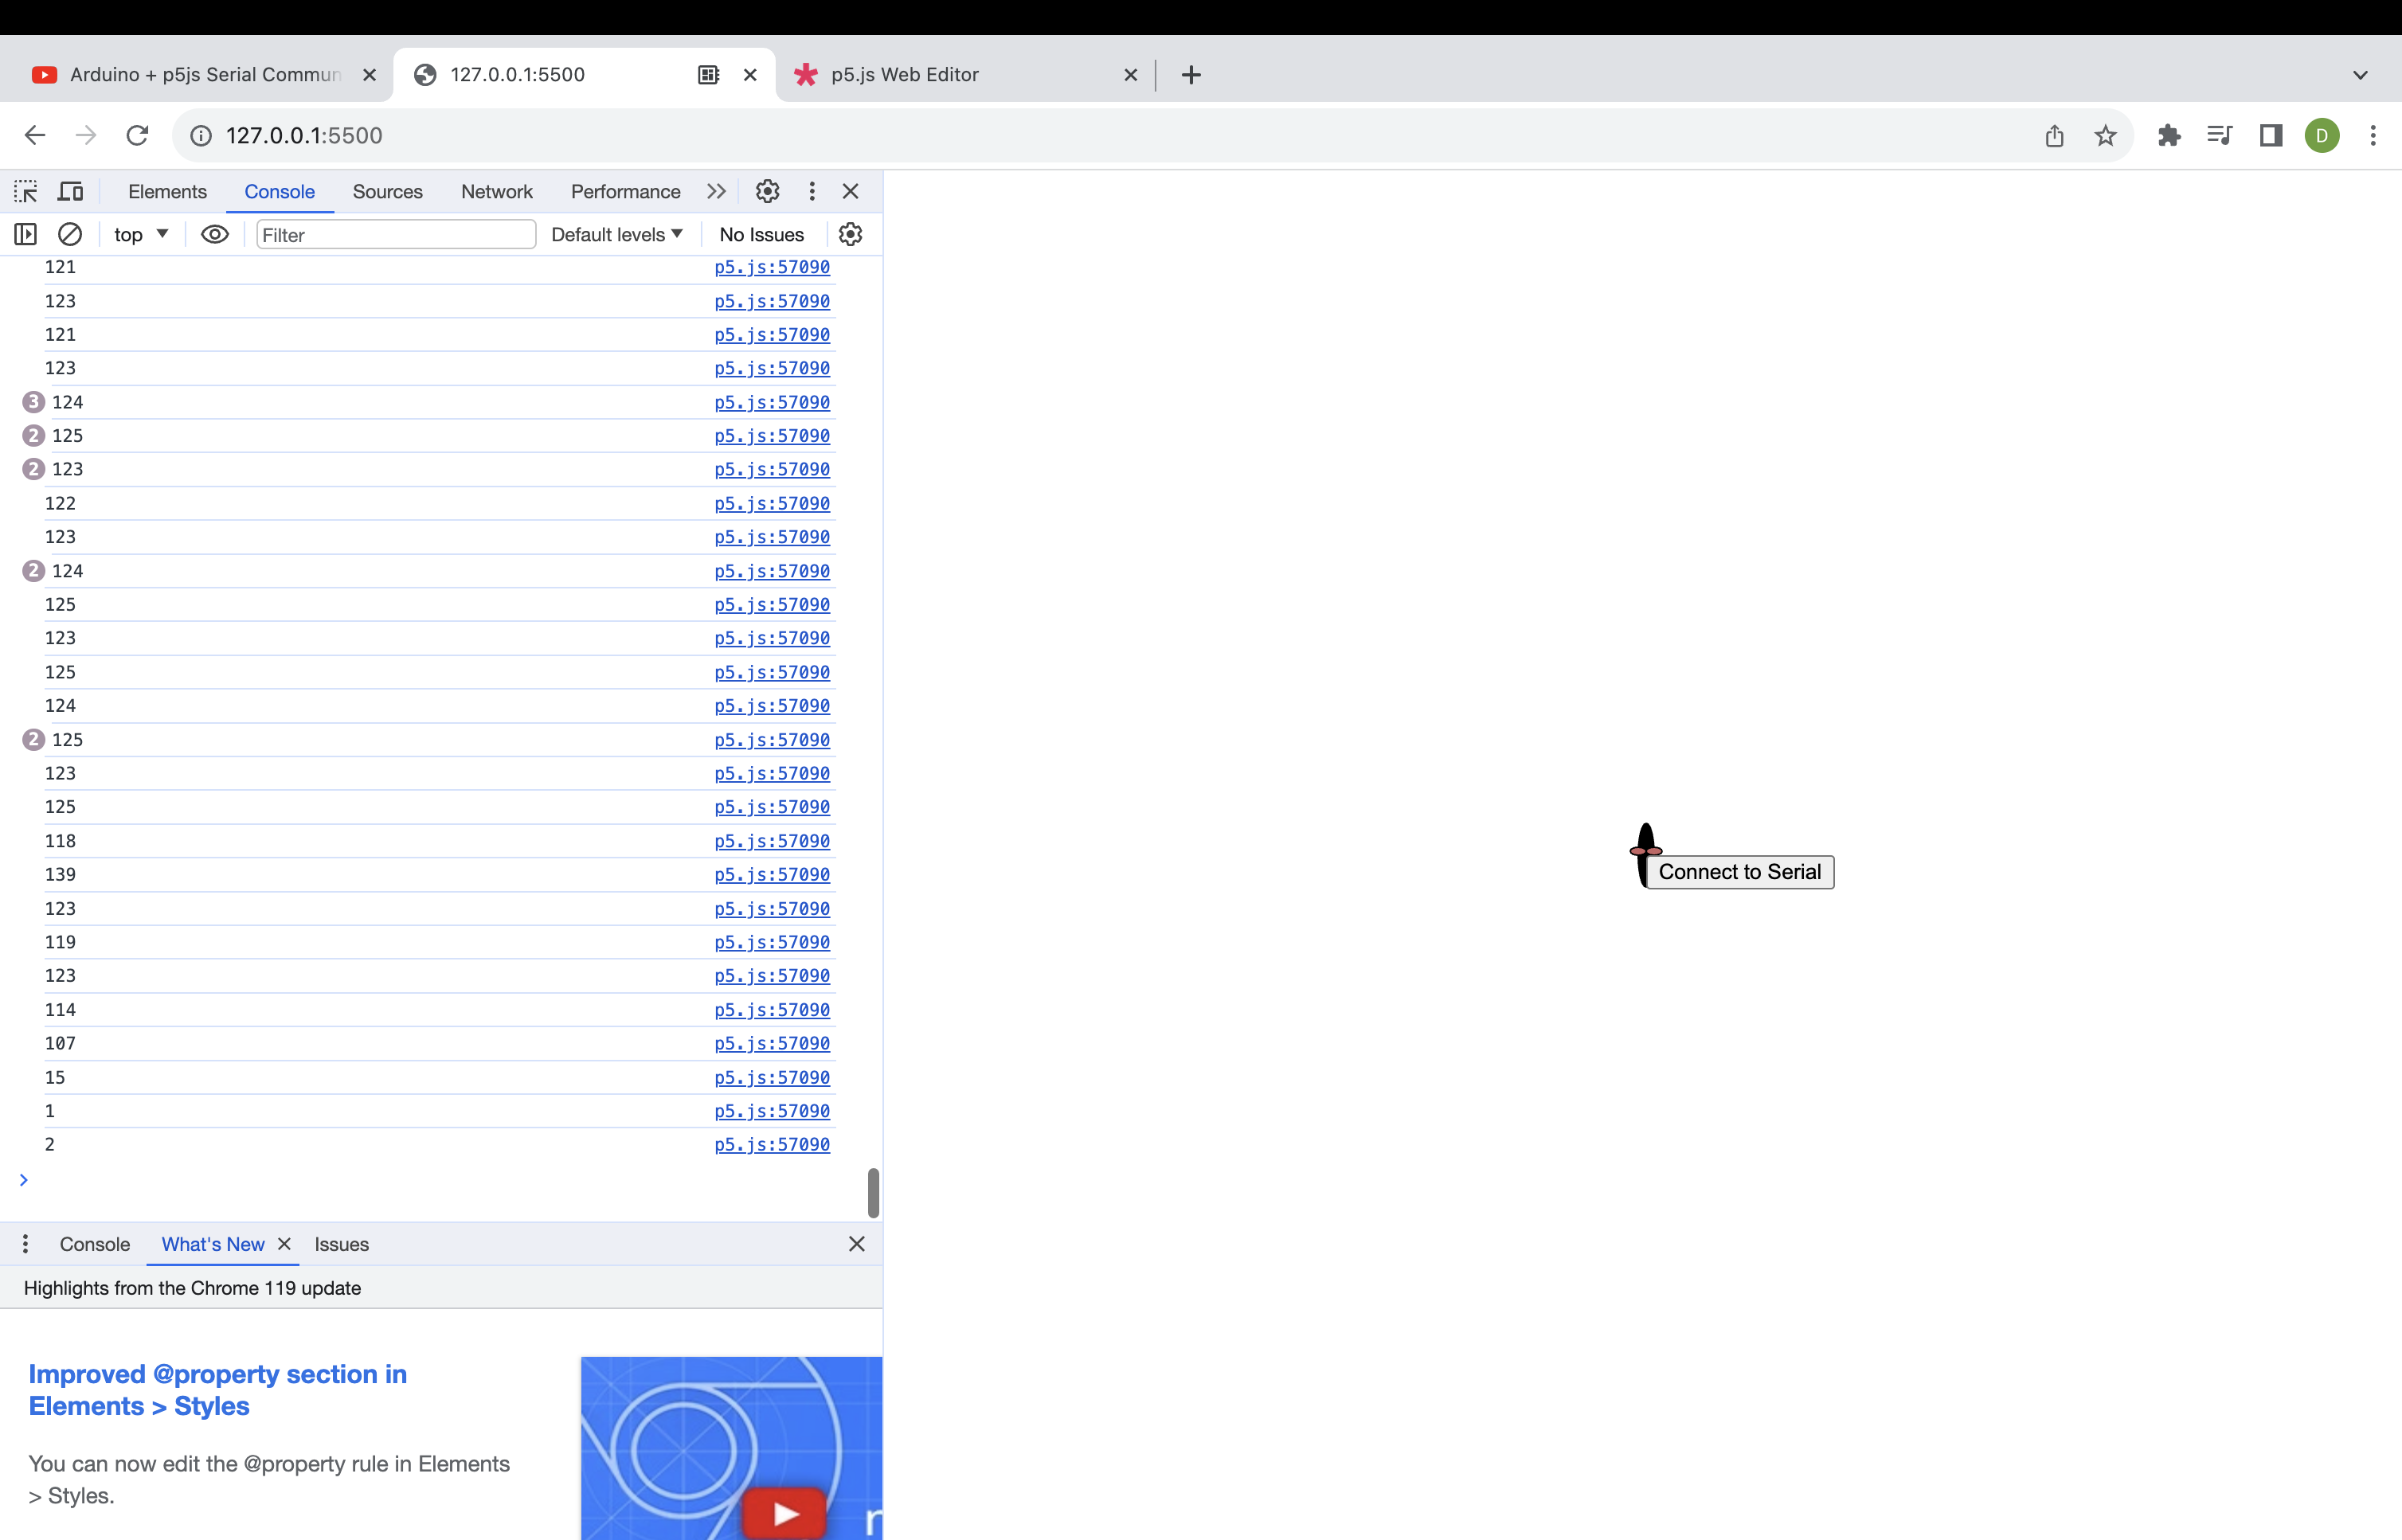 Arduino + p5js Serial Commun
127.0.0.1:5500
p5.js Web Editor
127.0.0.1:5500
D
Elements Console Sources Network Performance
top Filter Default levels No Issues
121 p5.js:57090
123 p5.js:57090
121 p5.js:57090
123 p5.js:57090
3 124 p5.js:57090
2 125 p5.js:57090
2 123 p5.js:57090
122 p5.js:57090
123 p5.js:57090
2 124 p5.js:57090
125 p5.js:57090
123 p5.js:57090
125 p5.js:57090
124 p5.js:57090
2 125 p5.js:57090
123 p5.js:57090
125 p5.js:57090
118 p5.js:57090
139 p5.js:57090
123 p5.js:57090
119 p5.js:57090
123 p5.js:57090
114 p5.js:57090
107 p5.js:57090
15 p5.js:57090
1 p5.js:57090
2 p5.js:57090
Connect to Serial
Console What's New Issues
Highlights from the Chrome 119 update
Improved @property section in
Elements > Styles
You can now edit the @property rule in Elements
> Styles.